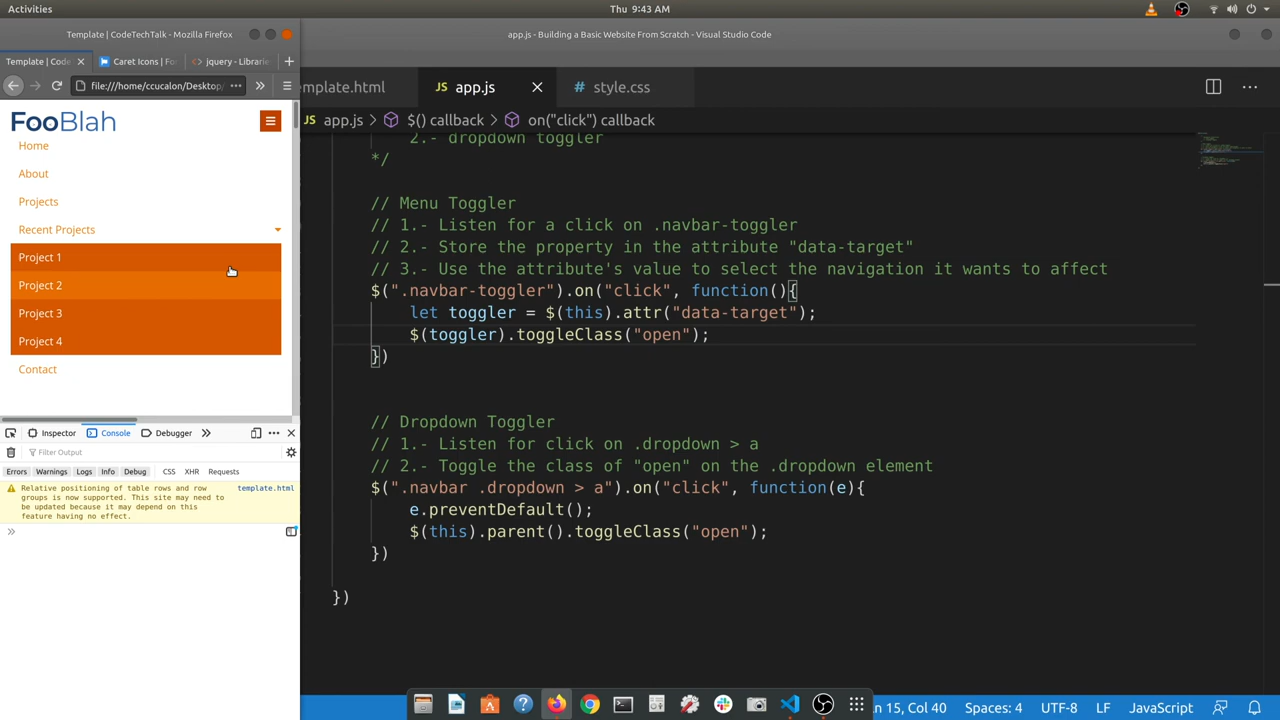 Activities
Thu 9:43 AM
Template | CodeTechTalk - Mozilla Firefox
app.js - Building a Basic Website From Scratch - Visual Studio Code
Template | Code
Caret Icons | Fo
jquery - Librarie
file:///home/ccucalon/Desktop/
mplate.html
JS app.js
# style.css
JS app.js > $() callback > on("click") callback
FooBlah
Home
About
Projects
Recent Projects
Project 1
Project 2
Project 3
Project 4
Contact
2.- dropdown toggler
*/
// Menu Toggler
// 1.- Listen for a click on .navbar-toggler
// 2.- Store the property in the attribute "data-target"
// 3.- Use the attribute's value to select the navigation it wants to affect
$(".navbar-toggler").on("click", function(){
let toggler = $(this).attr("data-target");
$(toggler).toggleClass("open");
})
// Dropdown Toggler
// 1.- Listen for click on .dropdown > a
// 2.- Toggle the class of "open" on the .dropdown element
$(".navbar .dropdown > a").on("click", function(e){
e.preventDefault();
$(this).parent().toggleClass("open");
})
})
Inspector
Console
Debugger
Filter Output
Errors
Warnings
Logs
Info
Debug
CSS
XHR
Requests
Relative positioning of table rows and row
groups is now supported. This site may need to
be updated because it may depend on this
feature having no effect.
template.html
Ln 15, Col 40
Spaces: 4
UTF-8
LF
JavaScript